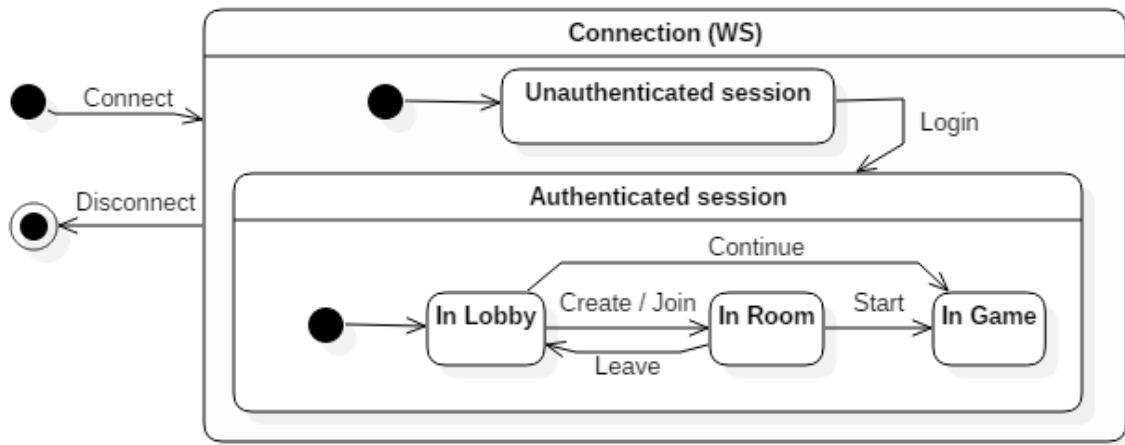 Connection (WS)
Connect
Unauthenticated session
Login
Disconnect
Authenticated session
Continue
In Lobby
Create / Join
In Room
Start
In Game
Leave